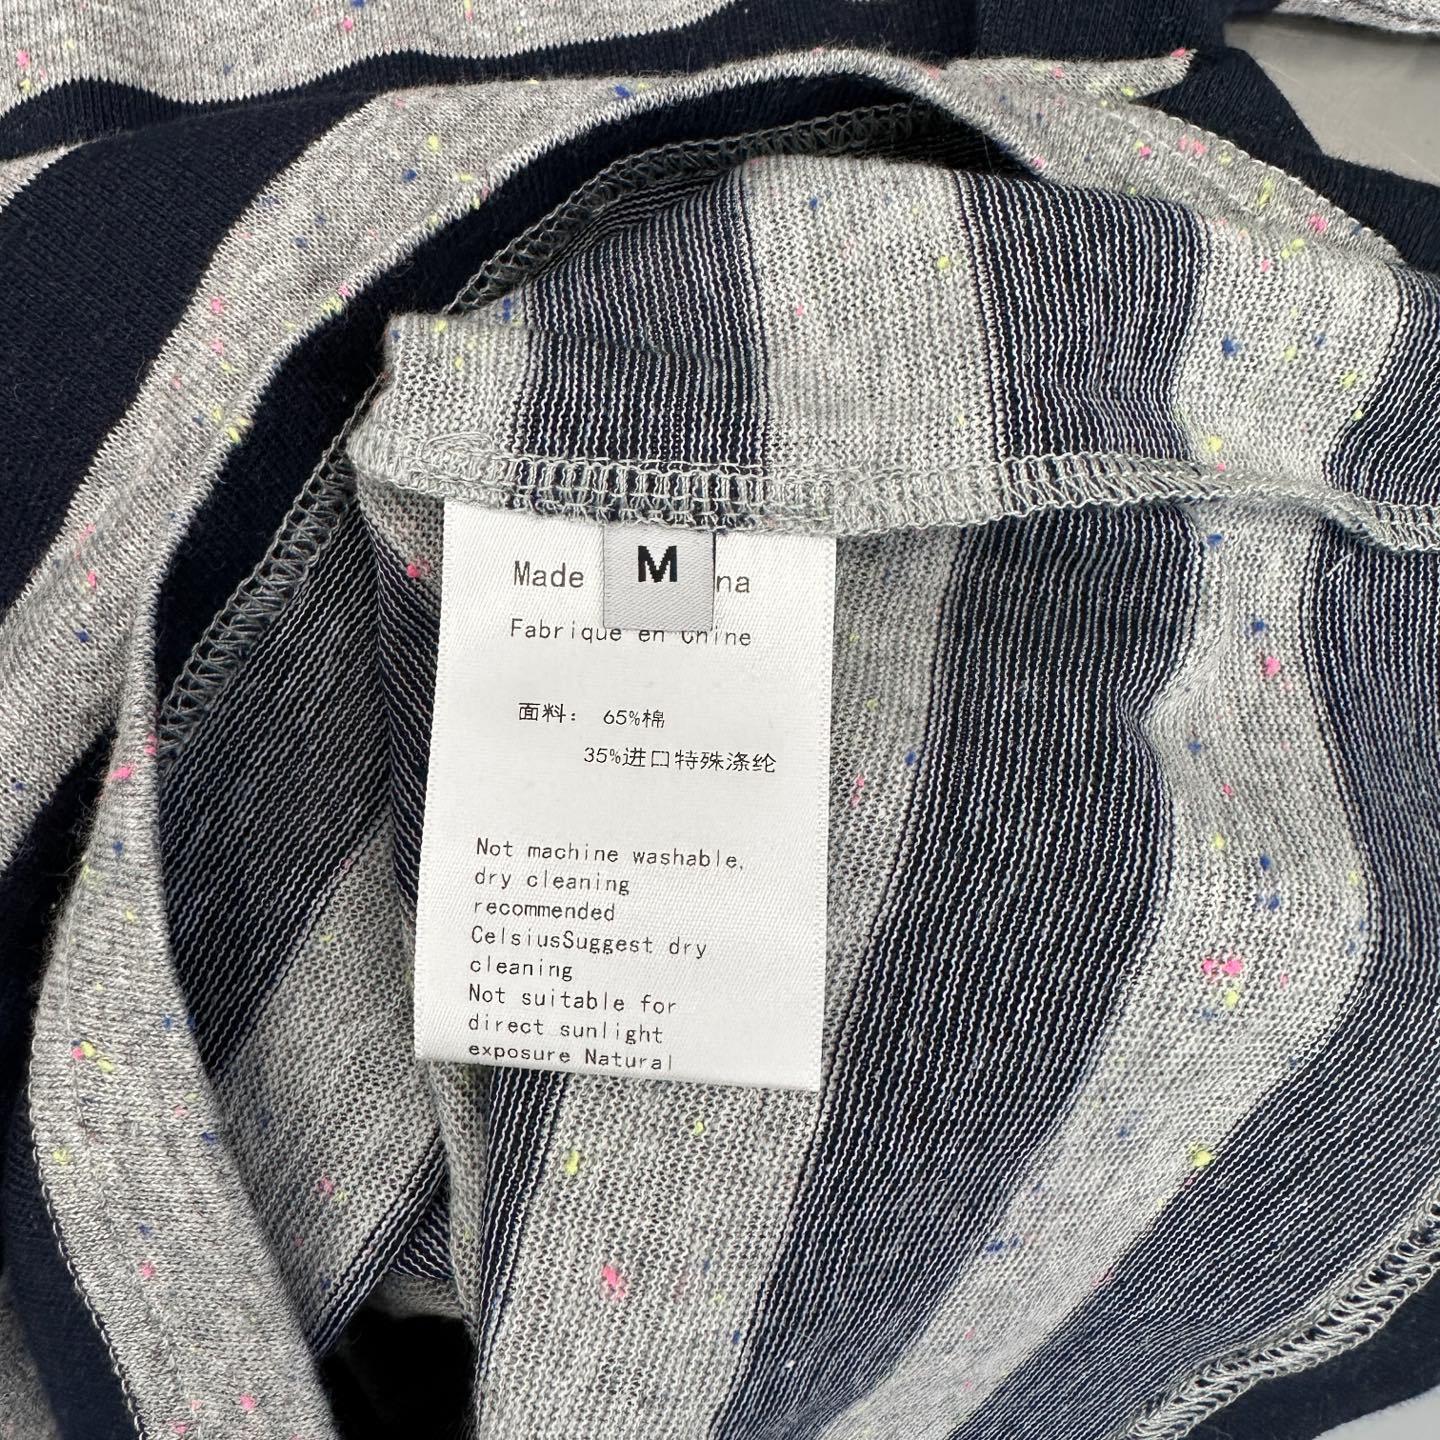 M
Made na
Fabrique en Chine
面料： 65%棉
35%进口特殊涤纶
Not machine washable,
dry cleaning
recommended
CelsiusSuggest dry
cleaning
Not suitable for
direct sunlight
exposure Natural